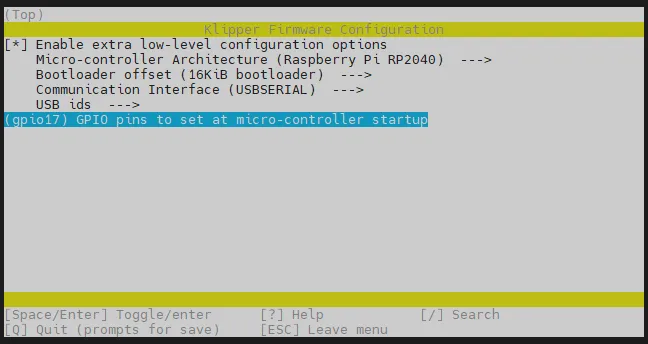 (Top)
Klipper Firmware Configuration
[*] Enable extra low-level configuration options
Micro-controller Architecture (Raspberry Pi RP2040)  --->
Bootloader offset (16KiB bootloader)  --->
Communication Interface (USBSERIAL)  --->
USB ids  --->
(gpio17) GPIO pins to set at micro-controller startup
[Space/Enter] Toggle/enter [?] Help [/] Search
[Q] Quit (prompts for save) [ESC] Leave menu